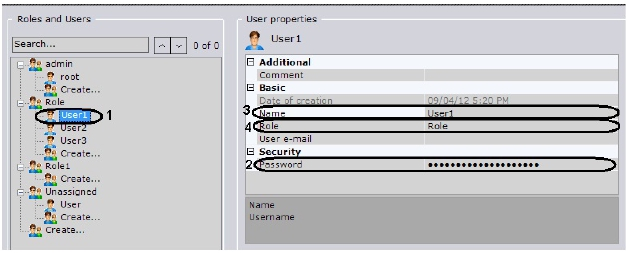 Roles and Users
Search...
0 of 0
admin
root
Create...
Role
User1 1
User2
User3
Create...
Role1
Create...
Unassigned
User
Create...
Create...
User properties
User1
Additional
Comment
Basic
Date of creation 09/04/12 5:20 PM
3 Name User1
4 Role Role
User e-mail
Security
2 Password ••••••••••••••••••••
Name
Username